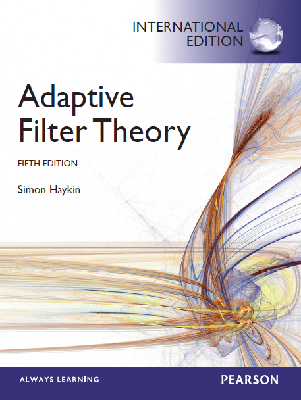 INTERNATIONAL
EDITION
Adaptive
Filter Theory
FIFTH EDITION
Simon Haykin
ALWAYS LEARNING
PEARSON